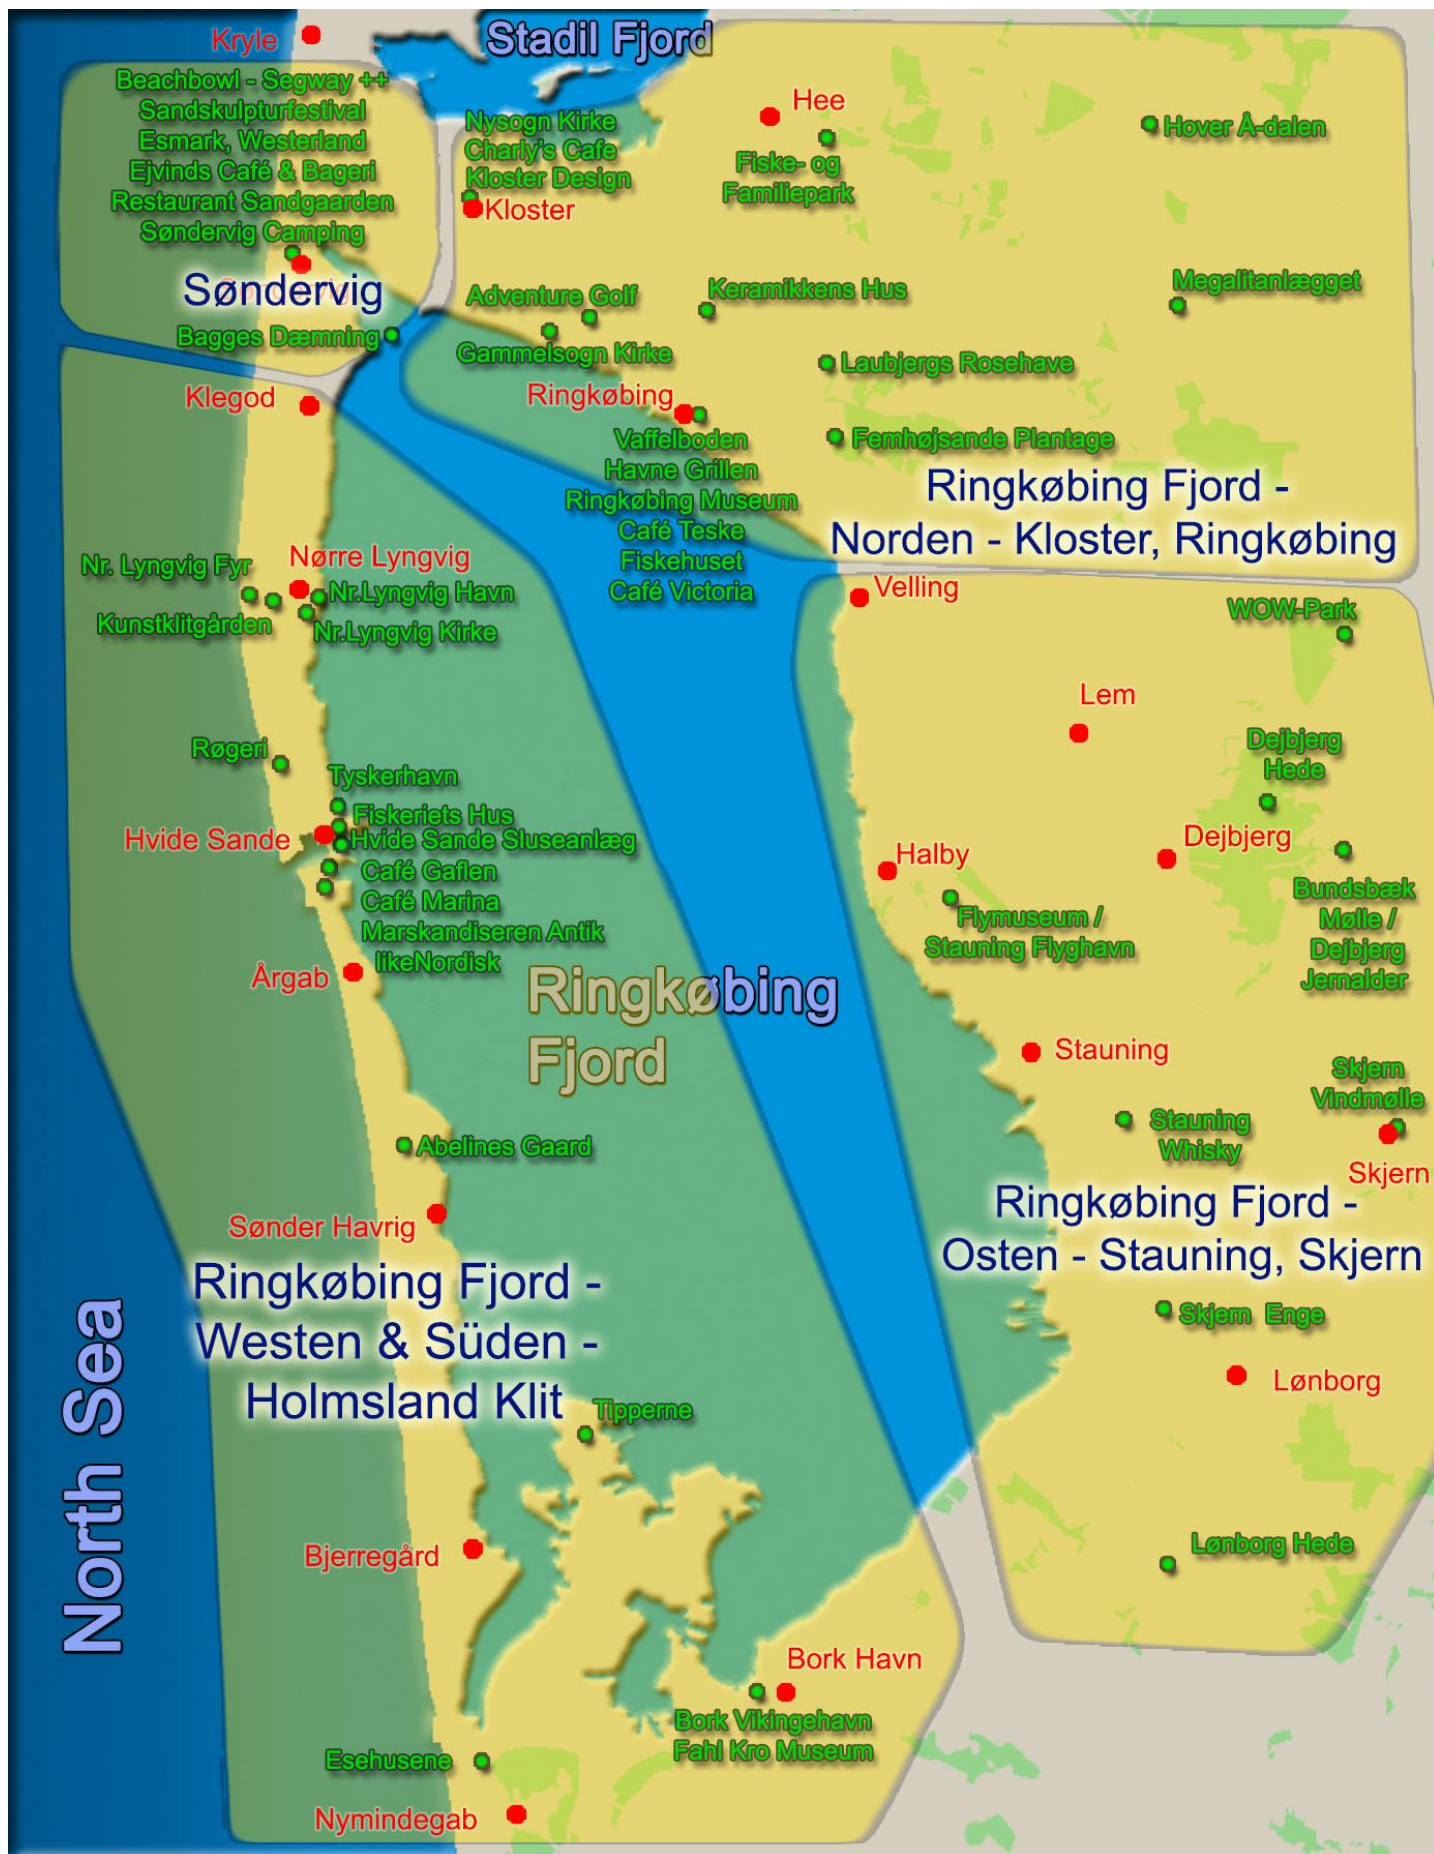 Kryle
Stadil Fjord
Beachbowl - Segway ++
Sandskulpturfestival
Esmark, Westerland
Ejvinds Café & Bageri
Restaurant Sandgaarden
Søndervig Camping
Søndervig
Bagges Dæmning
Nysogn Kirke
Charly's Cafe
Kloster Design
Kloster
Hee
Fiske- og
Familiepark
Hover Å-dalen
Adventure Golf
Gammelsogn Kirke
Keramikkens Hus
Megalitanlægget
Laubjergs Rosehave
Klegod
Ringkøbing
Vaffelboden
Havne Grillen
Ringkøbing Museum
Café Teske
Fiskehuset
Café Victoria
Femhøjsande Plantage
Ringkøbing Fjord -
Norden - Kloster, Ringkøbing
Nørre Lyngvig
Nr. Lyngvig Fyr
Nr.Lyngvig Havn
Kunstklitgården
Nr.Lyngvig Kirke
Velling
WOW-Park
Lem
Røgeri
Tyskerhavn
Fiskeriets Hus
Hvide Sande
Hvide Sande Sluseanlæg
Café Gaflen
Café Marina
Marskandiseren Antik
likeNordisk
Dejbjerg
Hede
Dejbjerg
Halby
Bundsbæk
Mølle /
Dejbjerg
Jernalder
Flymuseum /
Stauning Flyghavn
Årgab
Ringkøbing
Fjord
Stauning
Skjern
Vindmølle
Stauning
Whisky
Skjern
Abelines Gaard
Sønder Havrig
Ringkøbing Fjord -
Osten - Stauning, Skjern
Ringkøbing Fjord -
Westen & Süden -
Holmsland Klit
North Sea
Skjern Enge
Lønborg
Tipperne
Bjerregård
Lønborg Hede
Bork Havn
Bork Vikingehavn
Fahl Kro Museum
Esehusene
Nymindegab